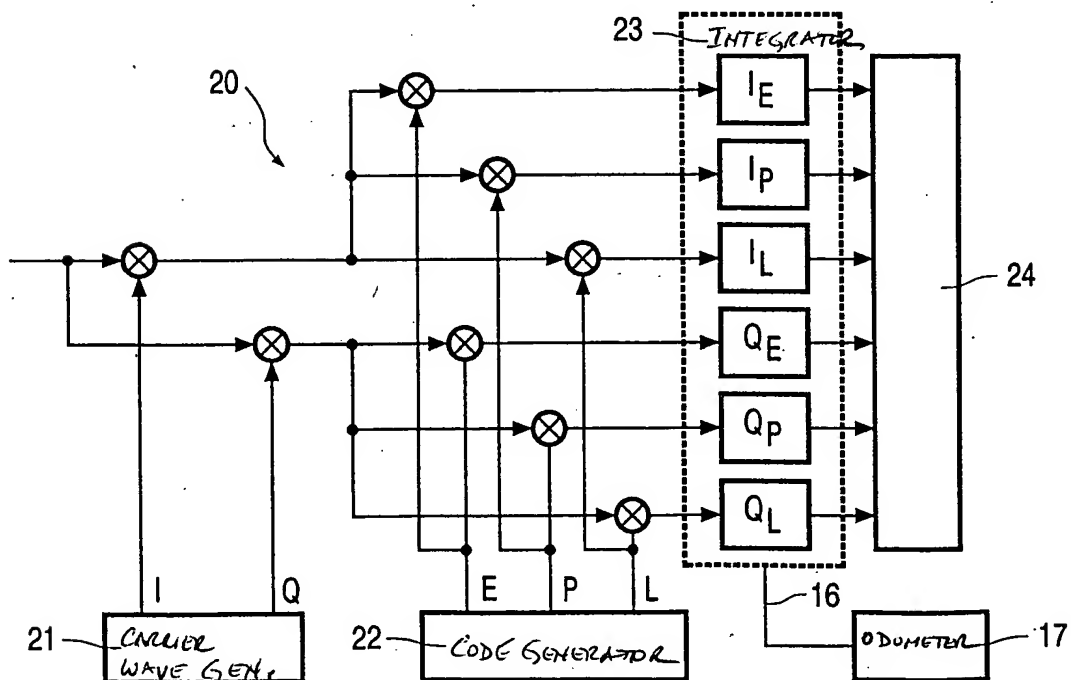 23 INTEGRATOR
20
I_E
I_P
I_L
24
Q_E
Q_P
Q_L
I Q E P L
16
21 CARRIER
WAVE GEN.
22 CODE GENERATOR
ODOMETER 17